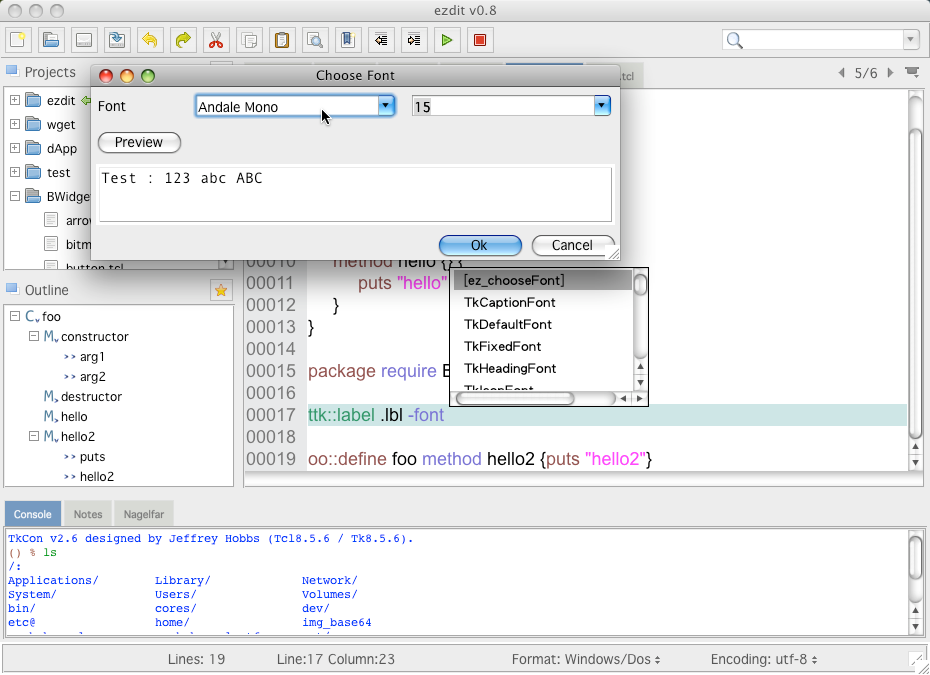 ezdit v0.8
Projects
5/6
ezdit
wget
dApp
test
BWidge
arro
bitm
button.tcl
Choose Font
Font
Andale Mono
15
Preview
Test : 123 abc ABC
Ok
Cancel
.tcl
00010 method hello {} {
00011 puts "hello"
00012 }
00013 }
00014
00015 package require B
00016
00017 ttk::label .lbl -font
00018
00019 oo::define foo method hello2 {puts "hello2"}
[ez_chooseFont]
TkCaptionFont
TkDefaultFont
TkFixedFont
TkHeadingFont
TkIconFont
Outline
foo
constructor
arg1
arg2
destructor
hello
hello2
puts
hello2
Console Notes Nagelfar
TkCon v2.6 designed by Jeffrey Hobbs (Tcl8.5.6 / Tk8.5.6).
() % ls
/:
Applications/ Library/ Network/
System/ Users/ Volumes/
bin/ cores/ dev/
etc@ home/ img_base64
Lines: 19 Line:17 Column:23 Format: Windows/Dos Encoding: utf-8